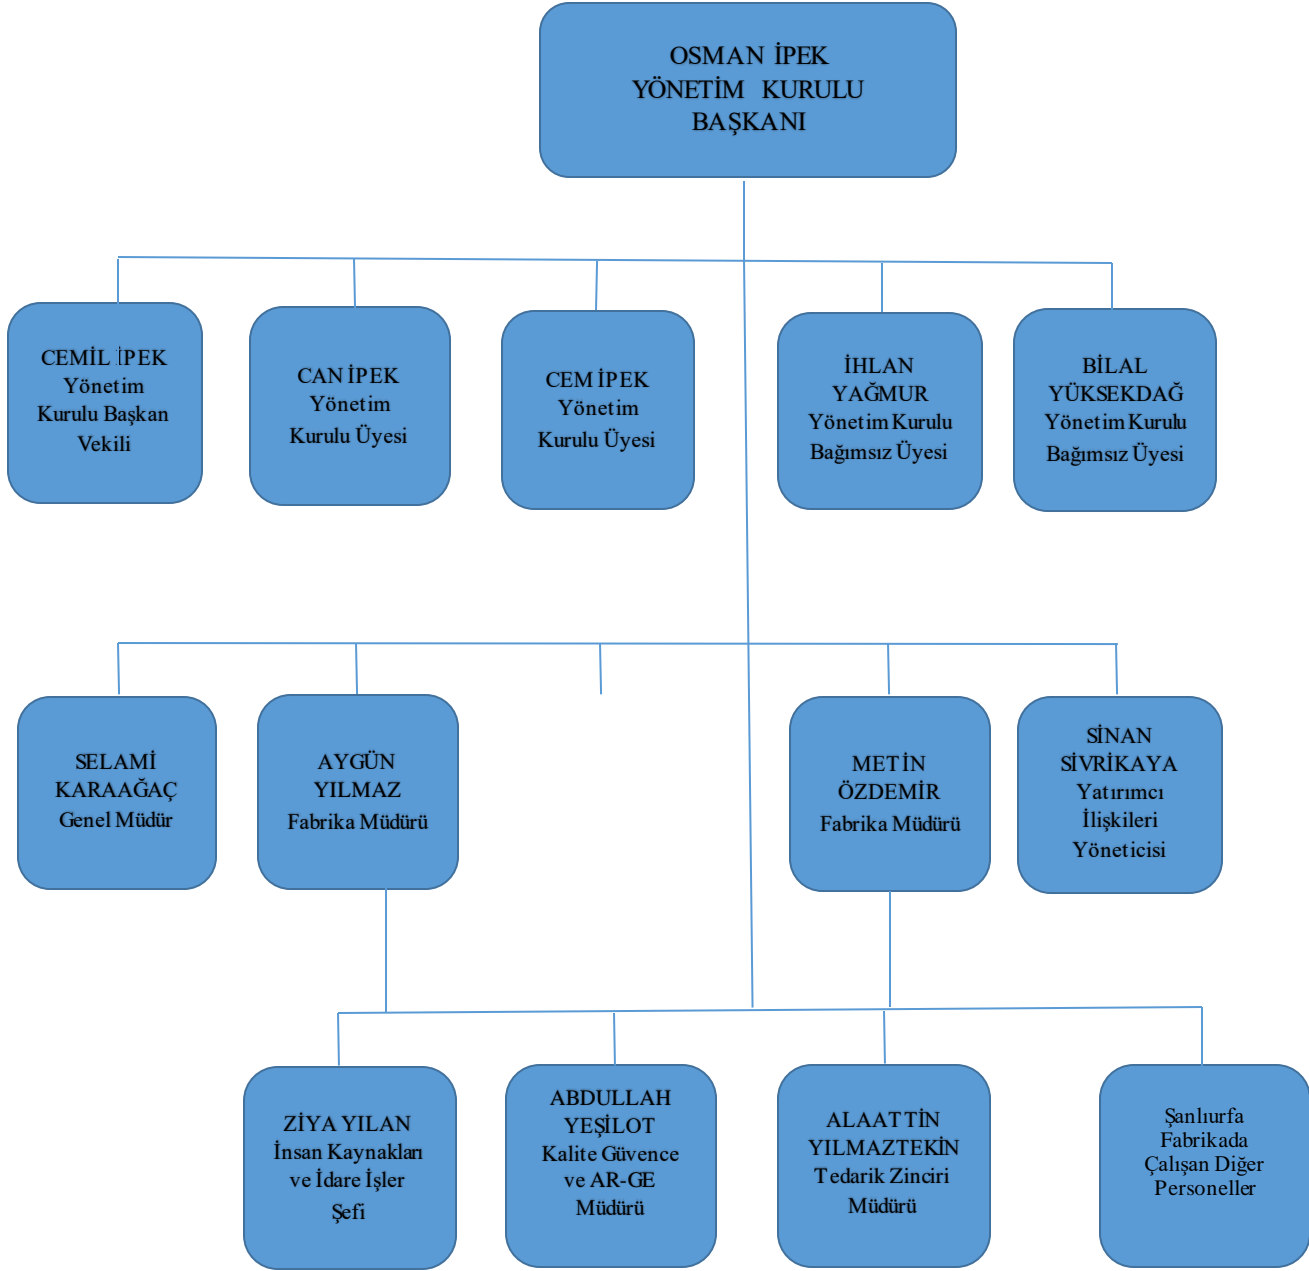 OSMAN İPEK
YÖNETİM KURULU
BAŞKANI
CEMİL İPEK
Yönetim
Kurulu Başkan
Vekili
CAN İPEK
Yönetim
Kurulu Üyesi
CEM İPEK
Yönetim
Kurulu Üyesi
İHLAN
YAĞMUR
Yönetim Kurulu
Bağımsız Üyesi
BİLAL
YÜKSEKDAĞ
Yönetim Kurulu
Bağımsız Üyesi
SELAMİ
KARAAĞAÇ
Genel Müdür
AYGÜN
YILMAZ
Fabrika Müdürü
METİN
ÖZDEMİR
Fabrika Müdürü
SİNAN
SİVRİKAYA
Yatırımcı
İlişkileri
Yöneticisi
ZİYA YILAN
İnsan Kaynakları
ve İdare İşler
Şefi
ABDULLAH
YEŞİLOT
Kalite Güvence
ve AR-GE
Müdürü
ALAATTİN
YILMAZTEKİN
Tedarik Zinciri
Müdürü
Şanlıurfa
Fabrikada
Çalışan Diğer
Personeller